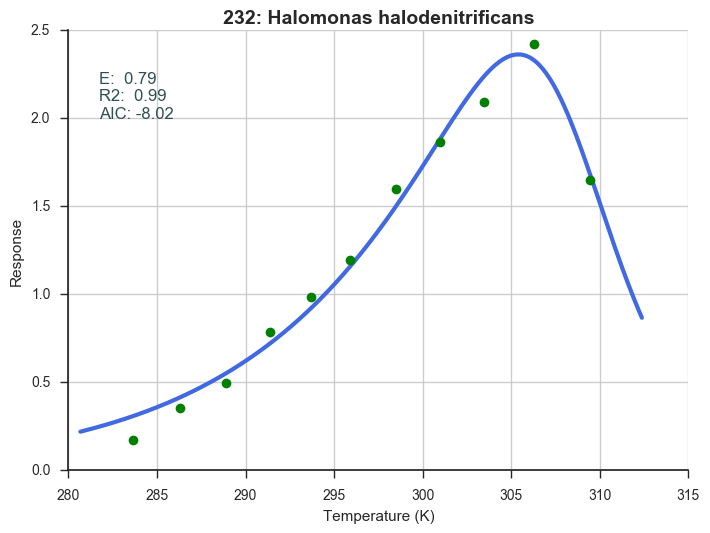 232: Halomonas halodenitrificans
E:  0.79
R2:  0.99
AIC: -8.02
Response
2.5
2.0
1.5
1.0
0.5
0.0
280 285 290 295 300 305 310 315
Temperature (K)